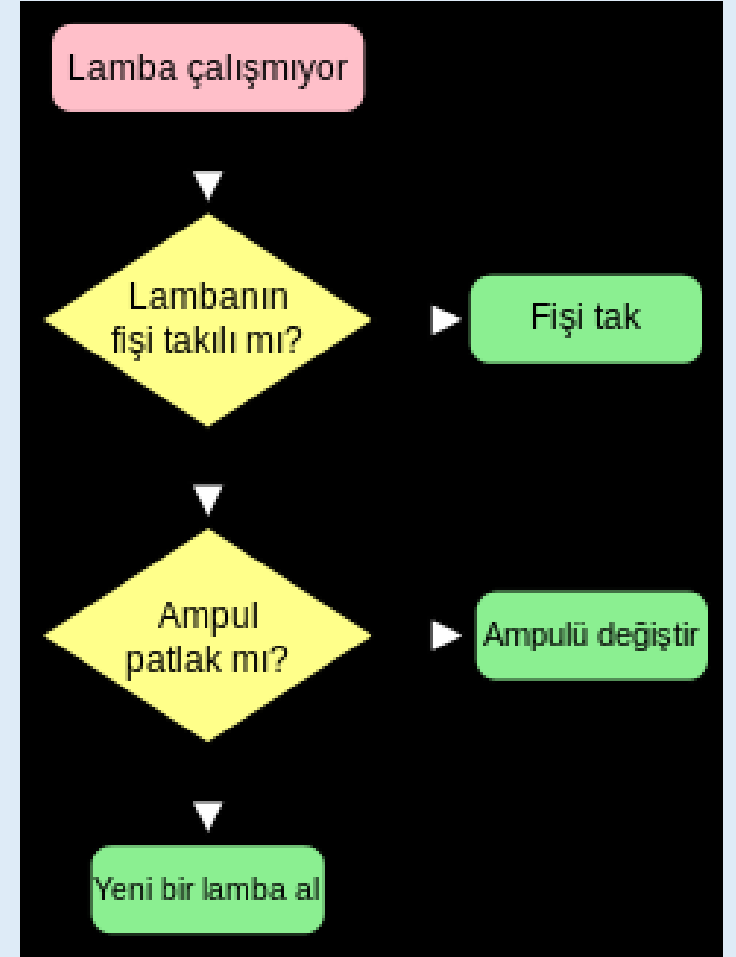 Lamba çalışmıyor
Lambanın
fişi takılı mı?
Fişi tak
Ampul
patlak mı?
Ampulü değiştir
Yeni bir lamba al